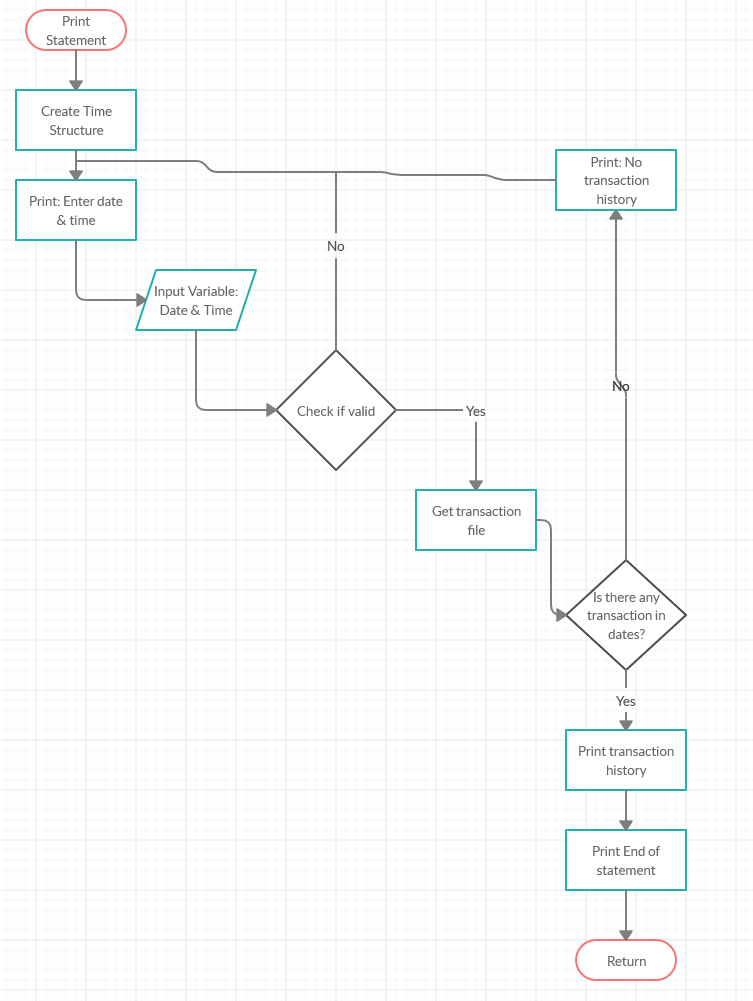 Print
Statement
Create Time
Structure
Print: Enter date
& time
Print: No
transaction
history
No
Input Variable:
Date & Time
Check if valid
Yes
No
Get transaction
file
Is there any
transaction in
dates?
Yes
Print transaction
history
Print End of
statement
Return